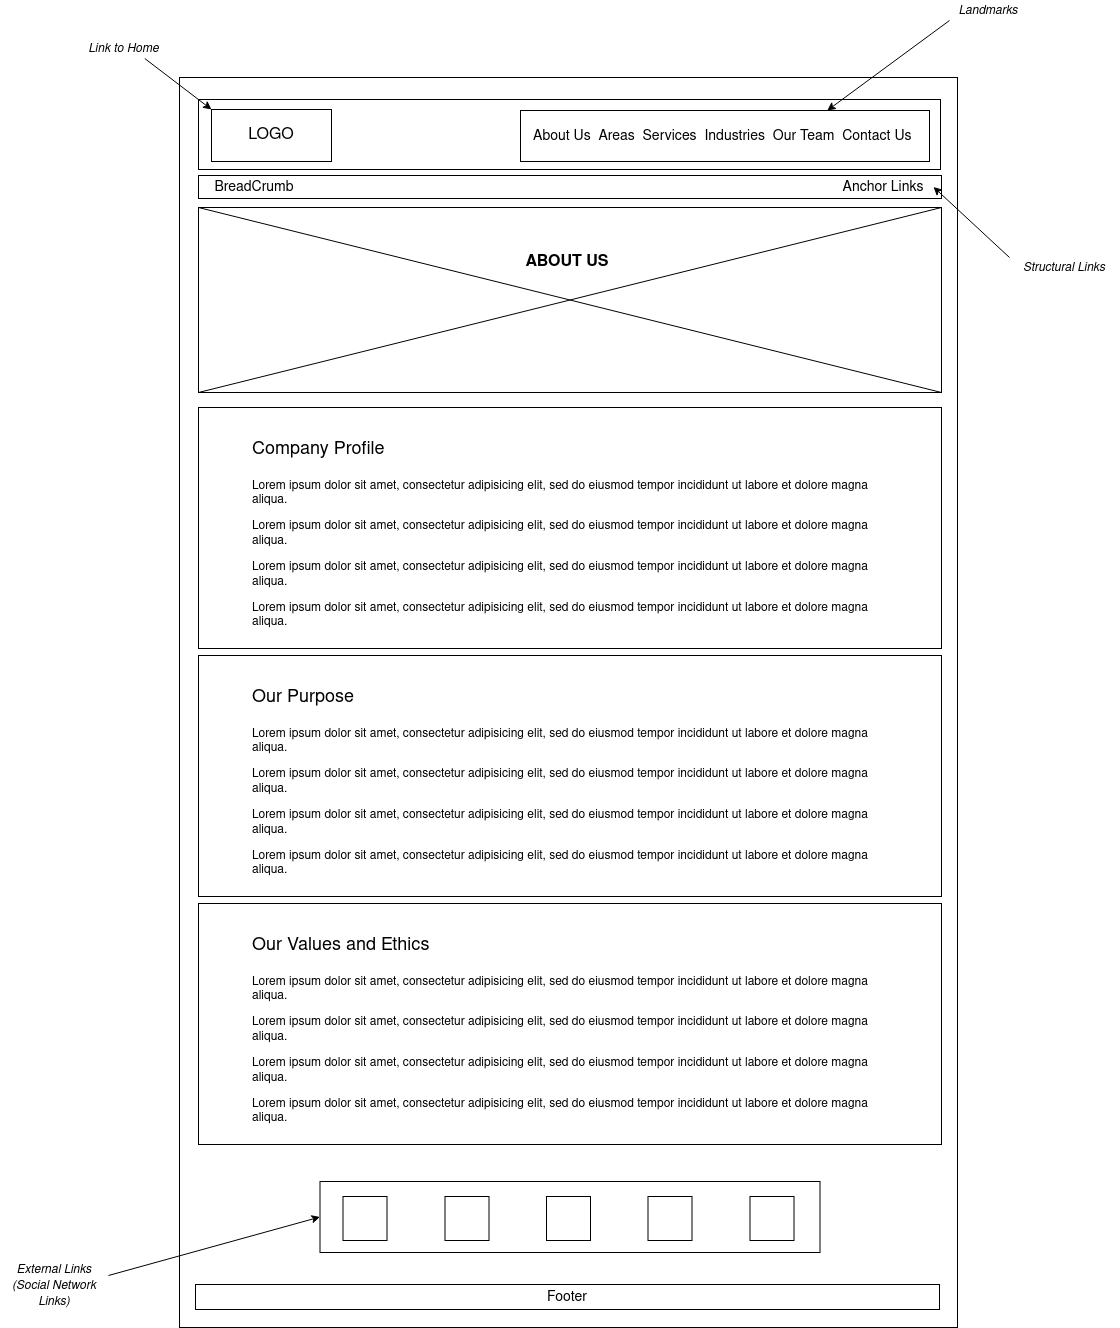 Landmarks
Link to Home
LOGO
About Us  Areas  Services  Industries  Our Team  Contact Us
BreadCrumb
Anchor Links
Structural Links
ABOUT US
Company Profile
Lorem ipsum dolor sit amet, consectetur adipisicing elit, sed do eiusmod tempor incididunt ut labore et dolore magna
aliqua.
Lorem ipsum dolor sit amet, consectetur adipisicing elit, sed do eiusmod tempor incididunt ut labore et dolore magna
aliqua.
Lorem ipsum dolor sit amet, consectetur adipisicing elit, sed do eiusmod tempor incididunt ut labore et dolore magna
aliqua.
Lorem ipsum dolor sit amet, consectetur adipisicing elit, sed do eiusmod tempor incididunt ut labore et dolore magna
aliqua.
Our Purpose
Lorem ipsum dolor sit amet, consectetur adipisicing elit, sed do eiusmod tempor incididunt ut labore et dolore magna
aliqua.
Lorem ipsum dolor sit amet, consectetur adipisicing elit, sed do eiusmod tempor incididunt ut labore et dolore magna
aliqua.
Lorem ipsum dolor sit amet, consectetur adipisicing elit, sed do eiusmod tempor incididunt ut labore et dolore magna
aliqua.
Lorem ipsum dolor sit amet, consectetur adipisicing elit, sed do eiusmod tempor incididunt ut labore et dolore magna
aliqua.
Our Values and Ethics
Lorem ipsum dolor sit amet, consectetur adipisicing elit, sed do eiusmod tempor incididunt ut labore et dolore magna
aliqua.
Lorem ipsum dolor sit amet, consectetur adipisicing elit, sed do eiusmod tempor incididunt ut labore et dolore magna
aliqua.
Lorem ipsum dolor sit amet, consectetur adipisicing elit, sed do eiusmod tempor incididunt ut labore et dolore magna
aliqua.
Lorem ipsum dolor sit amet, consectetur adipisicing elit, sed do eiusmod tempor incididunt ut labore et dolore magna
aliqua.
External Links
(Social Network
Links)
Footer